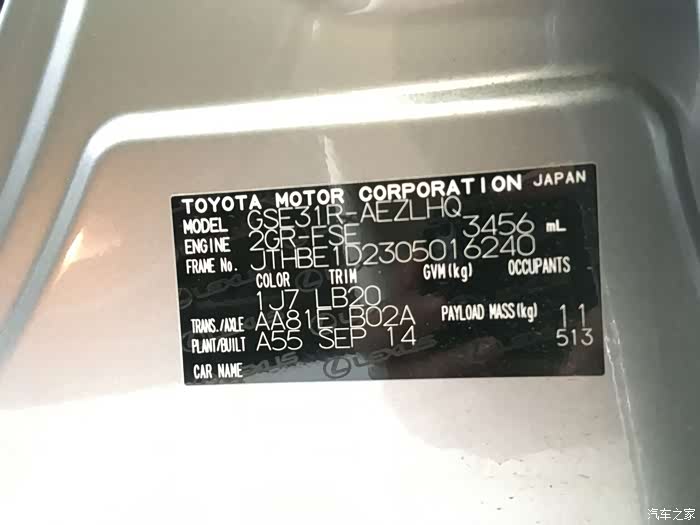 TOYOTA MOTOR CORPORATION JAPAN
MODEL GSE31R-AEZLHQ
ENGINE 2GR-FSE 3456 mL
FRAME No. JTHBE1D2305016240
COLOR TRIM GVM(kg) OCCUPANTS
1J7 LB20
TRANS./AXLE AA81E B02A PAYLOAD MASS(kg) 11
PLANT/BUILT A55 SEP 14 513
CAR NAME
LEXUS
LEXUS
汽车之家